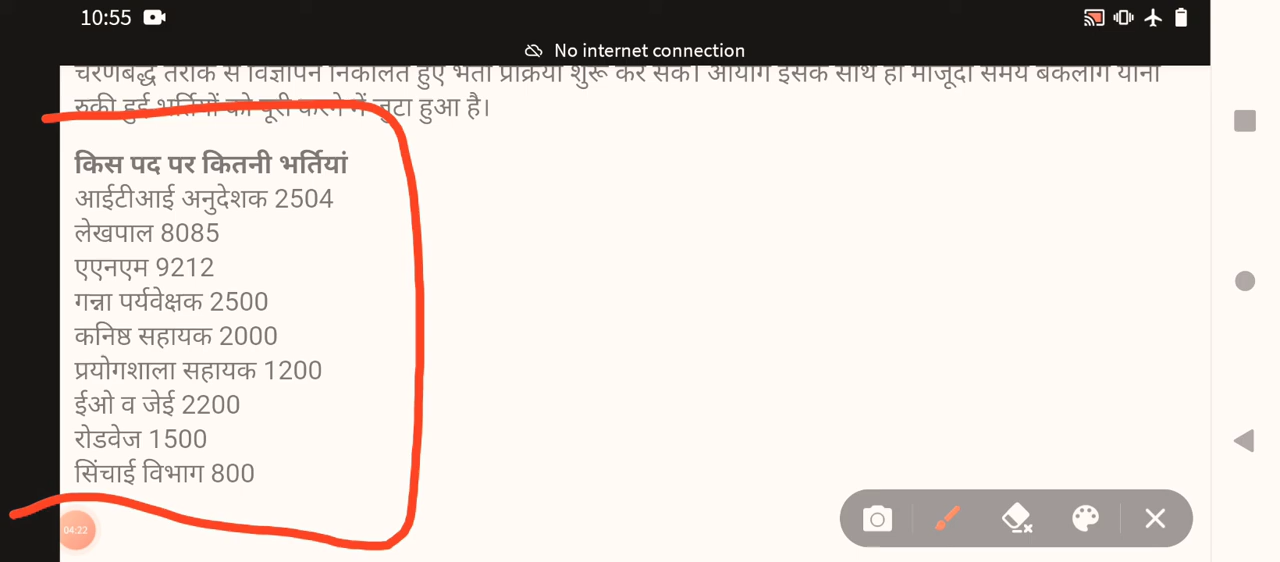 10:55
No internet connection
चरणबद्ध तरीके से विज्ञापन निकालते हुए भर्ती प्रक्रिया शुरू कर सके। आयोग इसके साथ ही मौजूदा समय बैकलॉग यानी
रुकी हुई भर्तियों को पूरी करने में जुटा हुआ है।
किस पद पर कितनी भर्तियां
आईटीआई अनुदेशक 2504
लेखपाल 8085
एएनएम 9212
गन्ना पर्यवेक्षक 2500
कनिष्ठ सहायक 2000
प्रयोगशाला सहायक 1200
ईओ व जेई 2200
रोडवेज 1500
सिंचाई विभाग 800
04:22